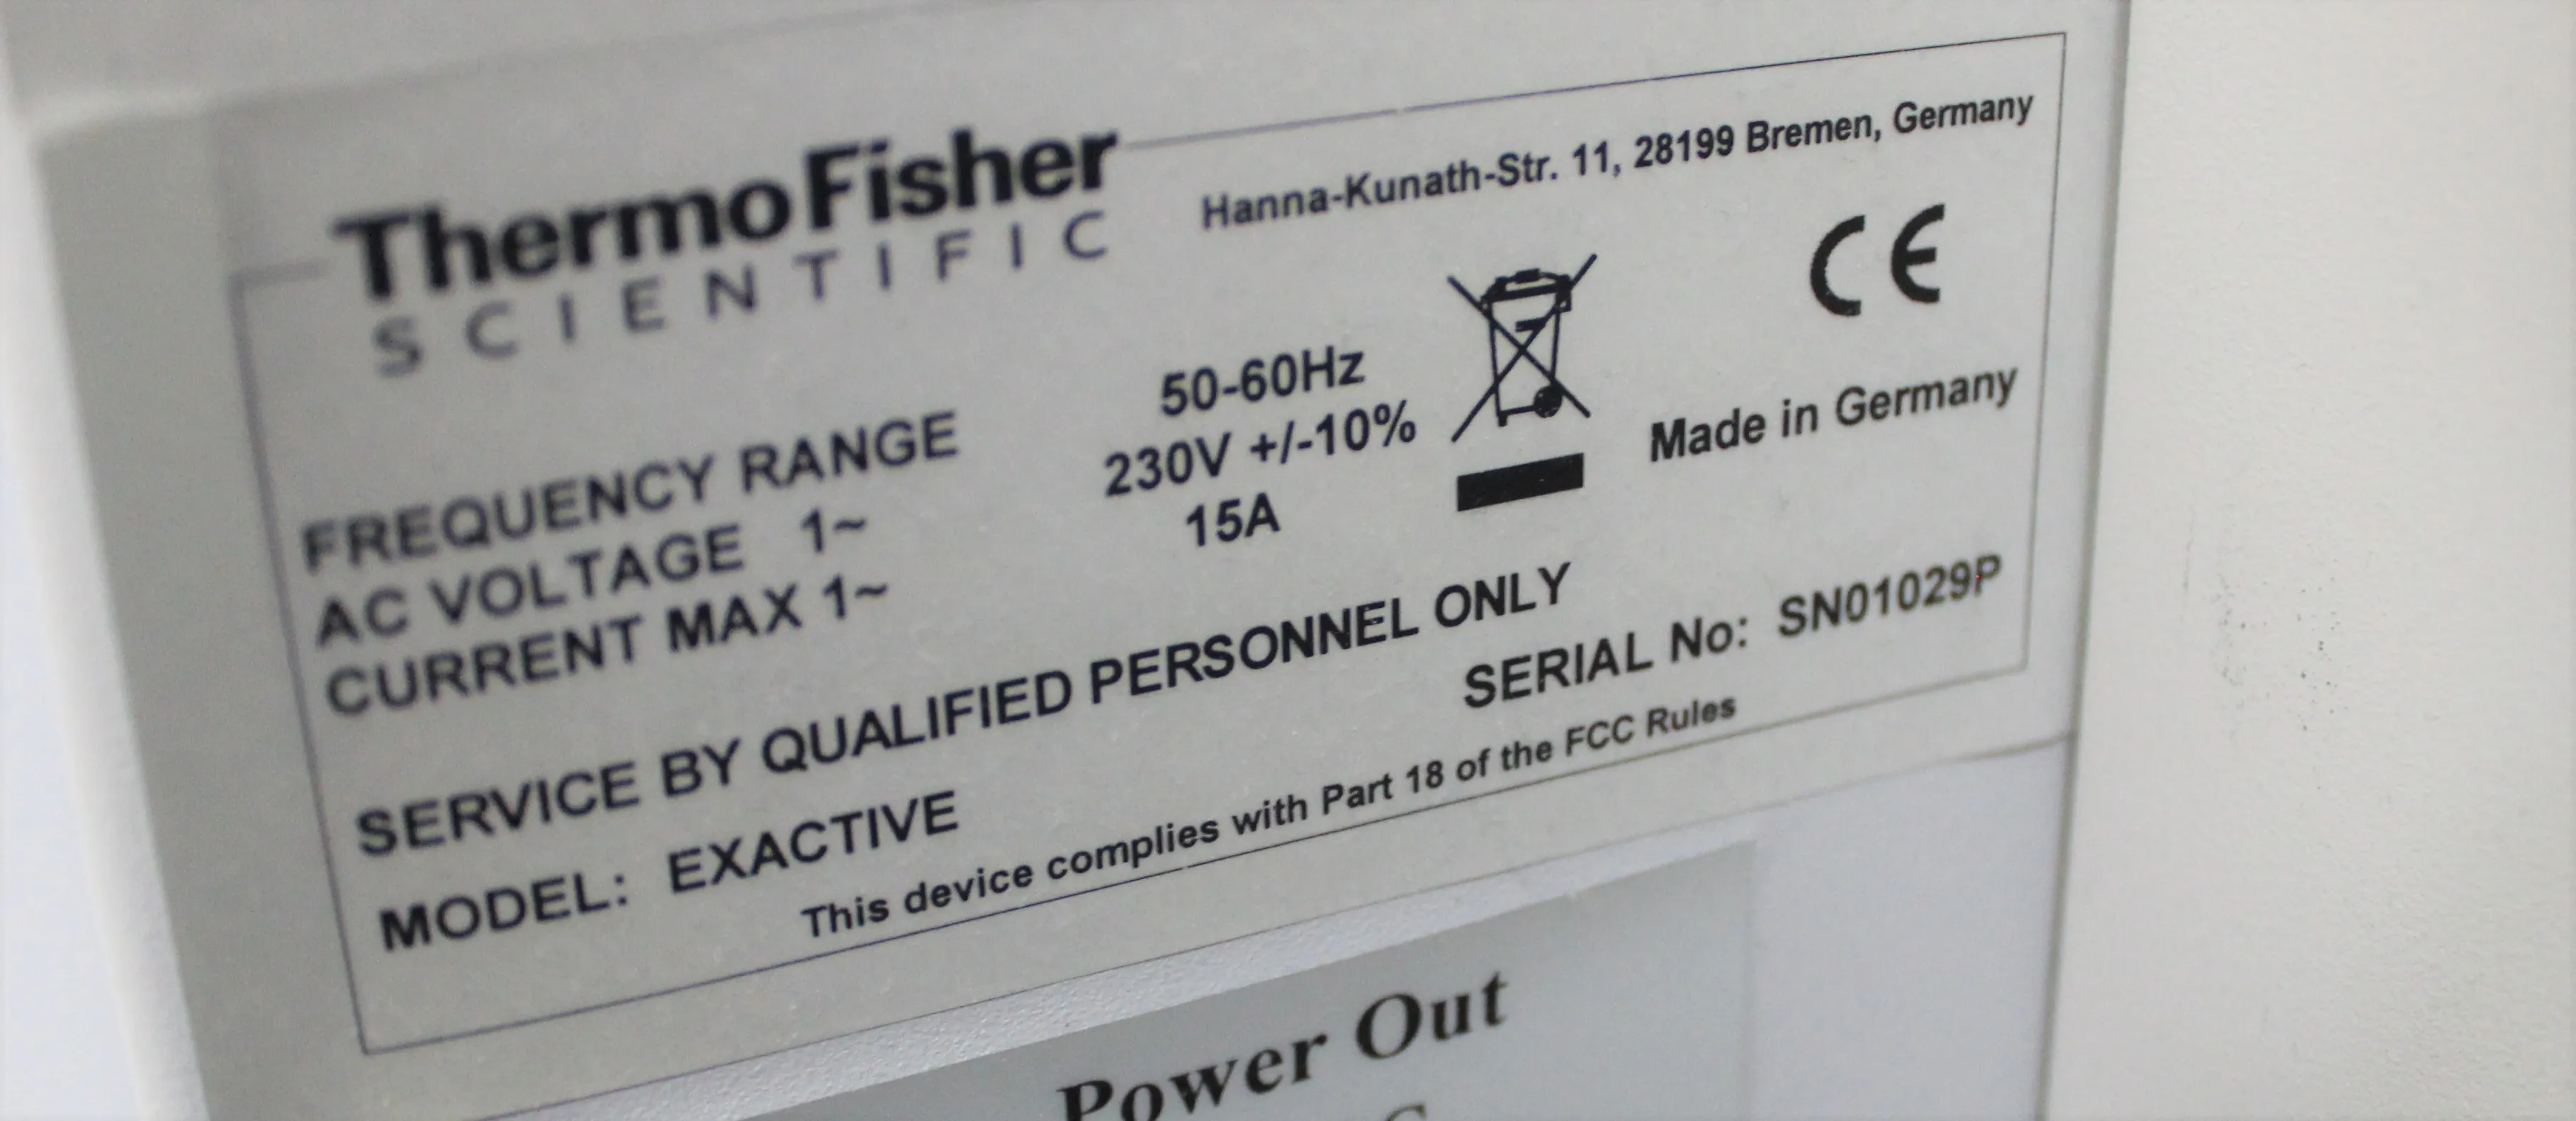 ThermoFisher
SCIENTIFIC
Hanna-Kunath-Str. 11, 28199 Bremen, Germany
CE
FREQUENCY RANGE 50-60Hz
AC VOLTAGE 1~ 230V +/-10%
CURRENT MAX 1~ 15A
Made in Germany
SERVICE BY QUALIFIED PERSONNEL ONLY
MODEL: EXACTIVE SERIAL No: SN01029P
This device complies with Part 18 of the FCC Rules
Power Out